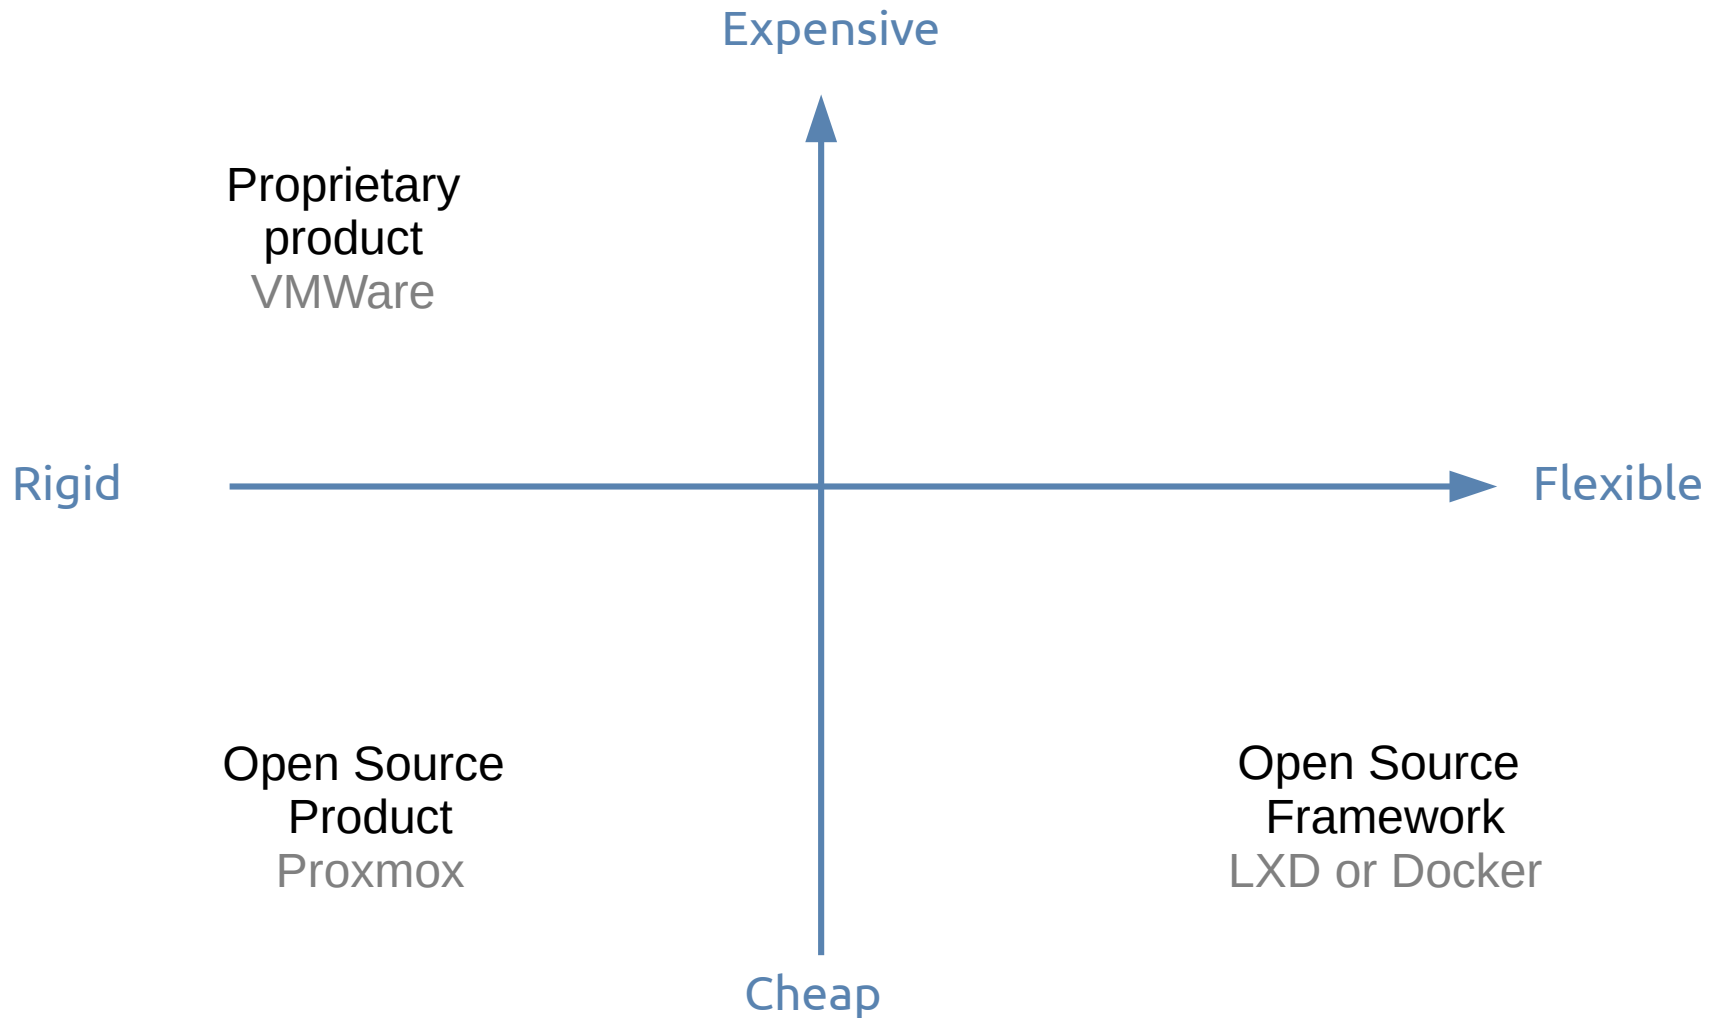 Expensive
Proprietary
product
VMWare
Rigid
Flexible
Open Source
Product
Proxmox
Open Source
Framework
LXD or Docker
Cheap